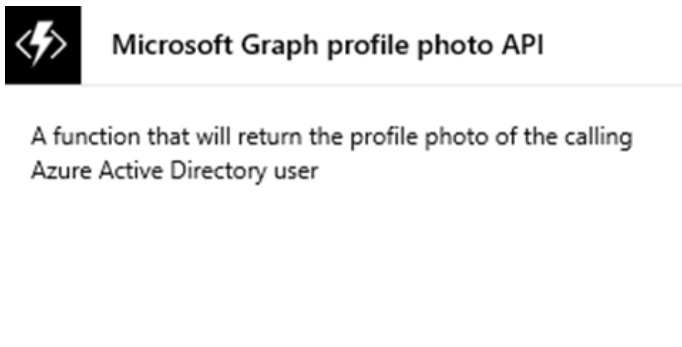 Microsoft Graph profile photo API
A function that will return the profile photo of the calling
Azure Active Directory user